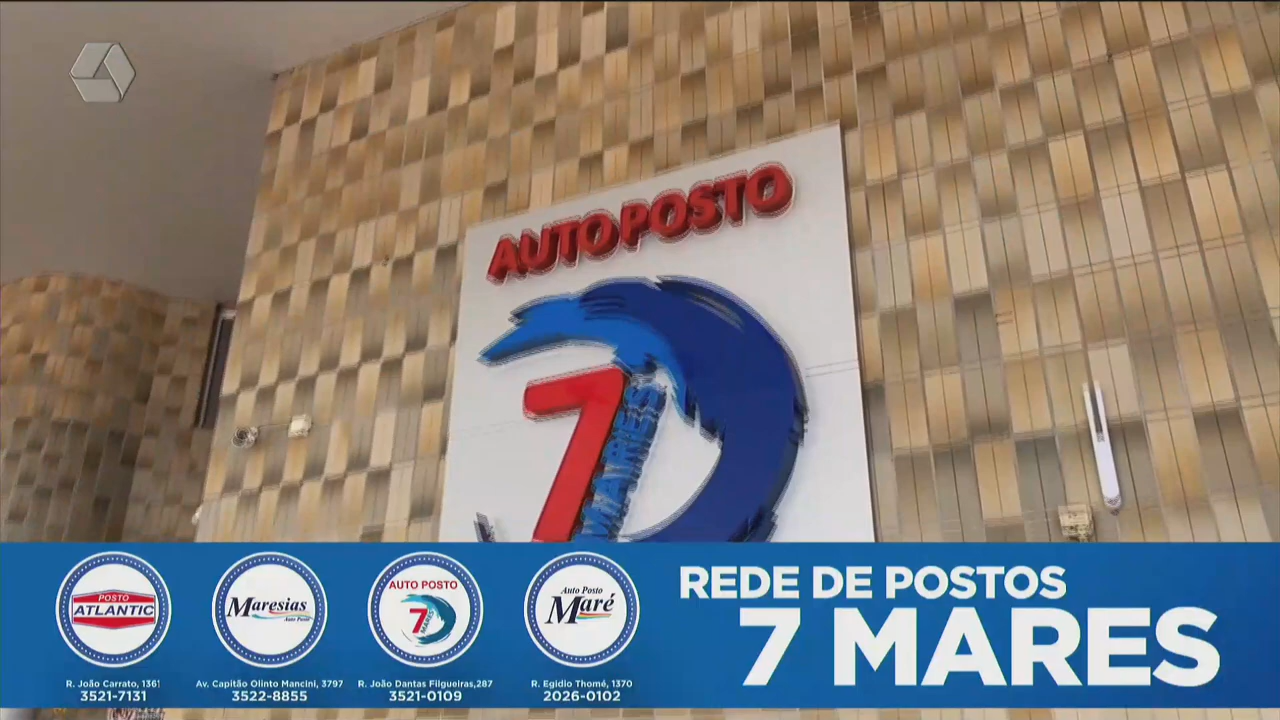 AUTO POSTO
7
MARES
POSTO
ATLANTIC
Maresias
Auto Posto
AUTO POSTO
7
MARES
Auto Posto
Maré
R. João Carrato, 1361
3521-7131
Av. Capitão Olinto Mancini, 3797
3522-8855
R. João Dantas Filgueiras,287
3521-0109
R. Egidio Thomé, 1370
2026-0102
REDE DE POSTOS
7 MARES